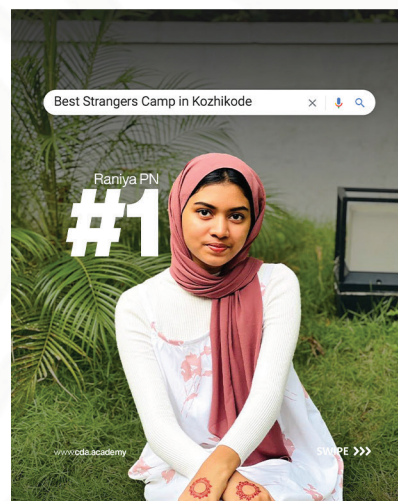 Best Strangers Camp in Kozhikode
Raniya PN
#1
www.cda.academy
SWIPE >>>